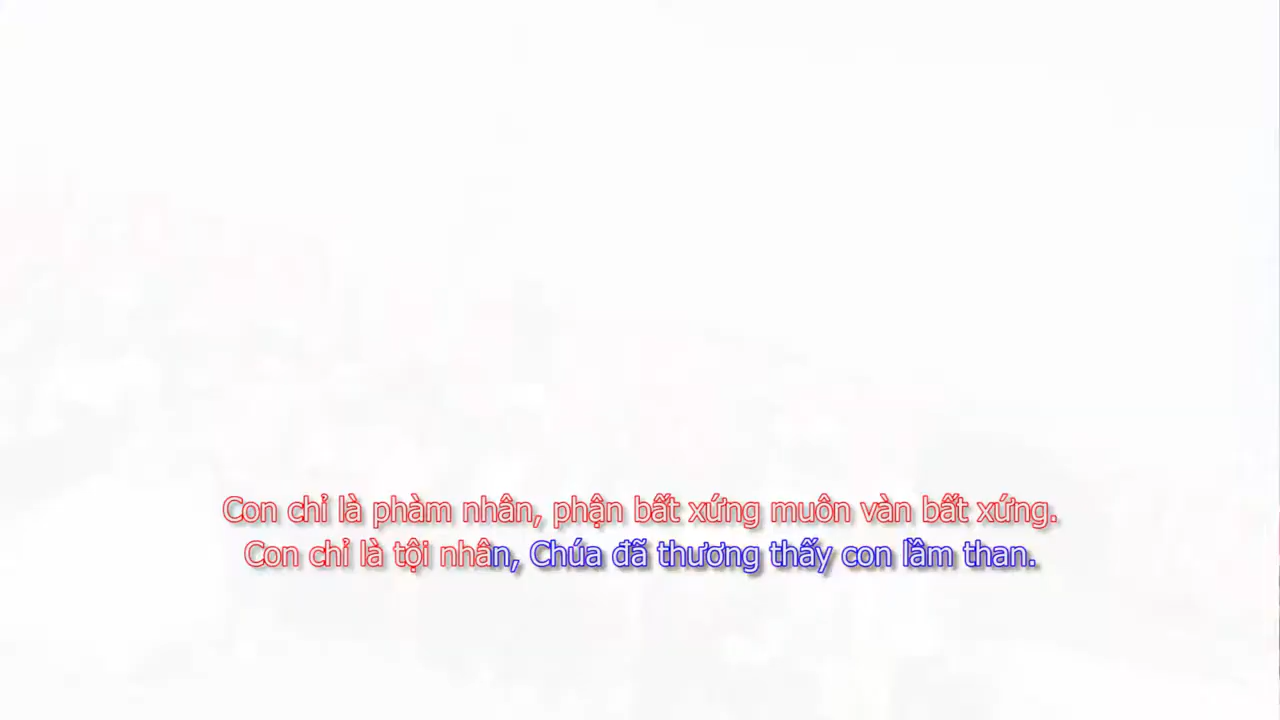 Con chỉ là phàm nhân, phận bất xứng muôn vàn bất xứng.
Con chỉ là tội nhân, Chúa đã thương thấy con lầm than.